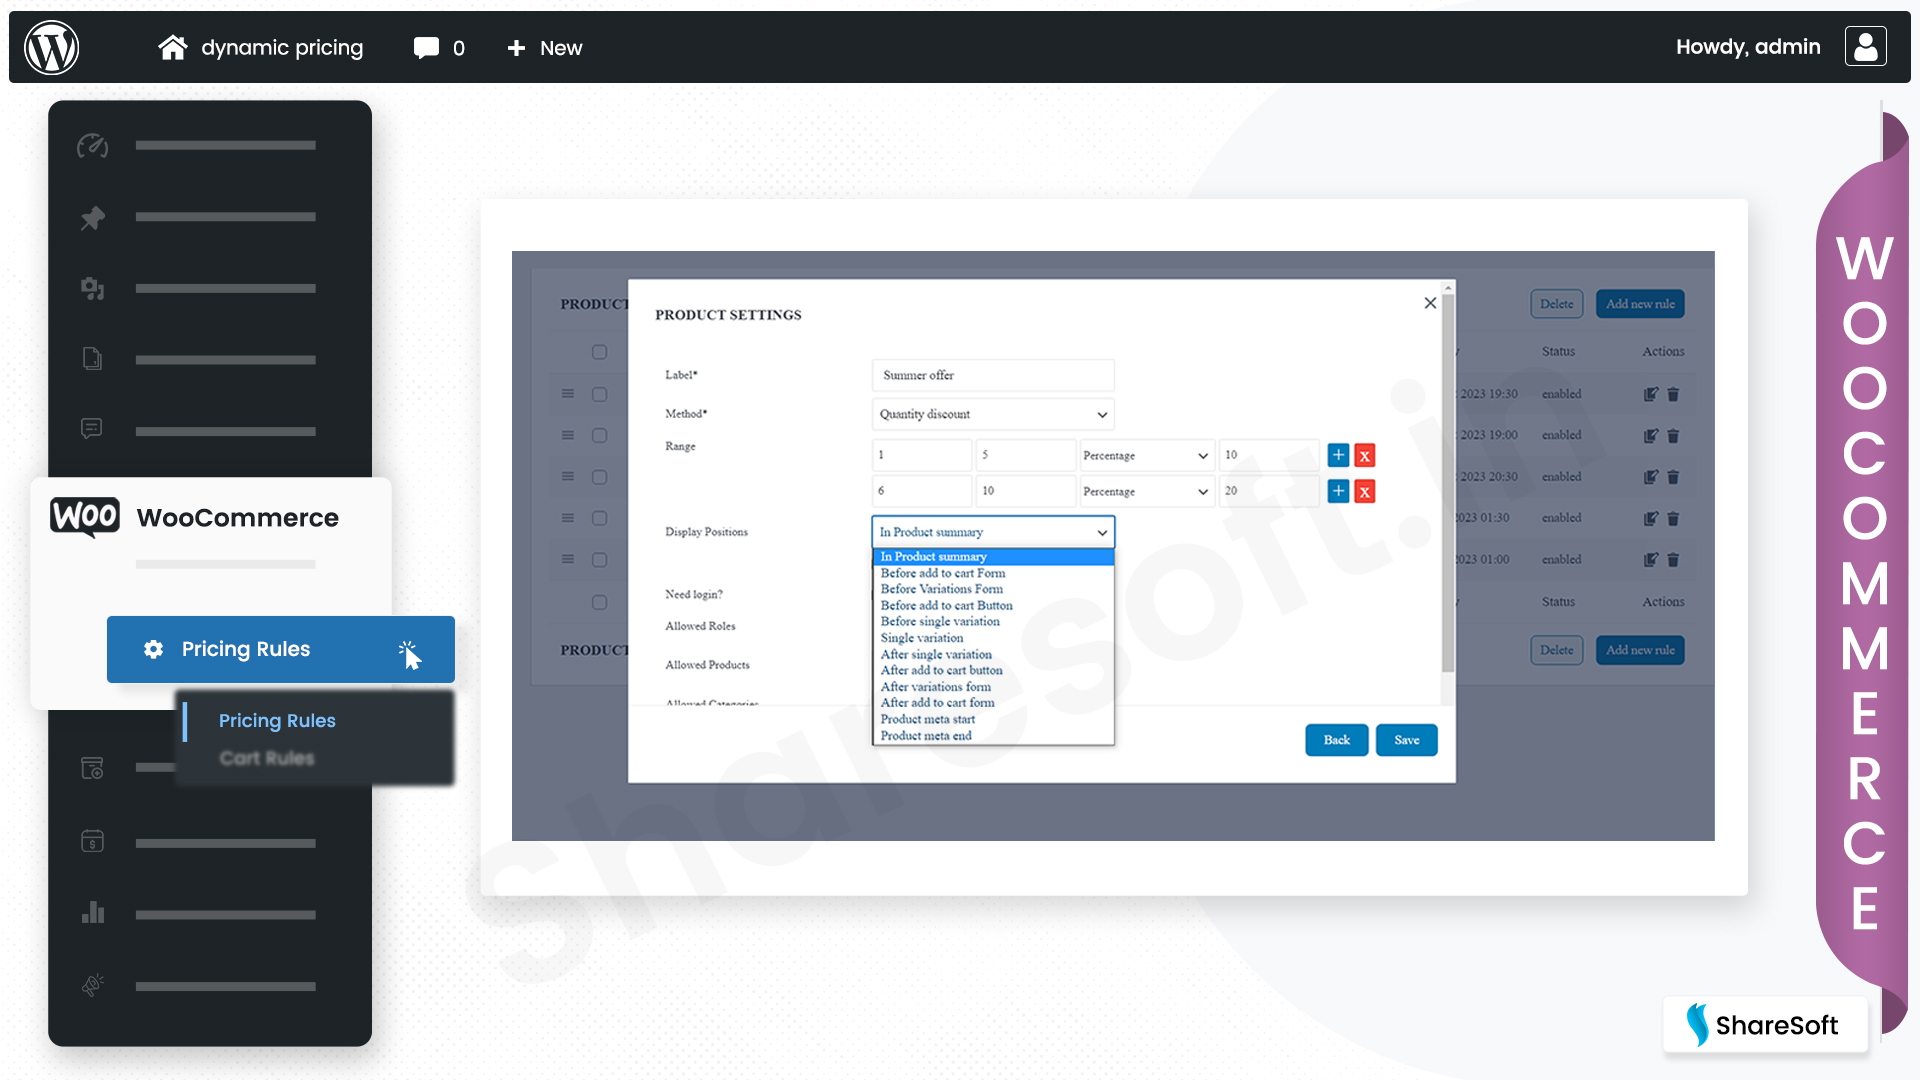 dynamic pricing
0
New
Howdy, admin
WOO
WooCommerce
Pricing Rules
Pricing Rules
Cart Rules
PRODUCT
Delete
Add new rule
Status
Actions
2023 19:30
enabled
2023 19:00
enabled
2023 20:30
enabled
2023 01:30
enabled
2023 01:00
enabled
Status
Actions
PRODUCT
Delete
Add new rule
PRODUCT SETTINGS
Label*
Summer offer
Method*
Quantity discount
Range
1
5
Percentage
10
+
X
6
10
Percentage
20
+
X
Display Positions
In Product summary
In Product summary
Before add to cart Form
Before Variations Form
Before add to cart Button
Before single variation
Single variation
After single variation
After add to cart button
After variations form
After add to cart form
Product meta start
Product meta end
Need login?
Allowed Roles
Allowed Products
Allowed Categories
Back
Save
sharesoft.in
WOOCOMMERCE
ShareSoft